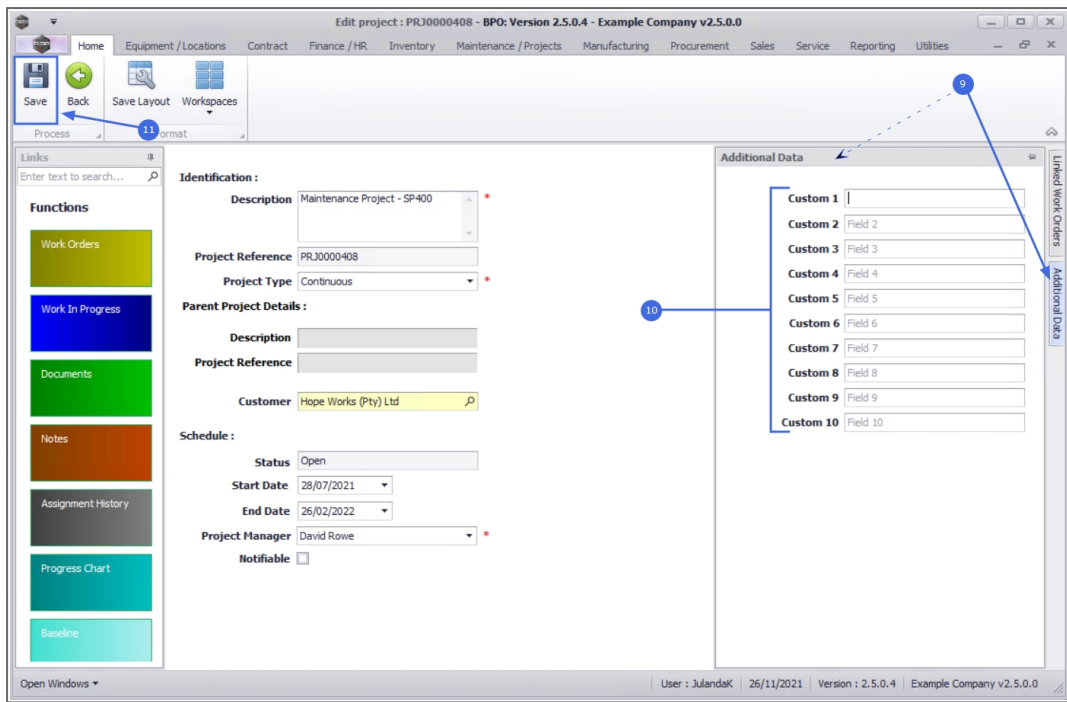 Edit project : PRJ0000408 - BPO: Version 2.5.0.4 - Example Company v2.5.0.0
Home Equipment / Locations Contract Finance / HR Inventory Maintenance / Projects Manufacturing Procurement Sales Service Reporting Utilities
Save Back Save Layout Workspaces
9
11
Process ormat
Links
Enter text to search...
Functions
Work Orders
Work In Progress
Documents
Notes
Assignment History
Progress Chart
Baseline
Identification :
Description Maintenance Project - SP400 *
Project Reference PRJ0000408
Project Type Continuous *
Parent Project Details :
Description
Project Reference
Customer Hope Works (Pty) Ltd
Schedule :
Status Open
Start Date 28/07/2021
End Date 26/02/2022
Project Manager David Rowe *
Notifiable
10
Additional Data
Custom 1
Custom 2 Field 2
Custom 3 Field 3
Custom 4 Field 4
Custom 5 Field 5
Custom 6 Field 6
Custom 7 Field 7
Custom 8 Field 8
Custom 9 Field 9
Custom 10 Field 10
Linked Work Orders
Additional Data
Open Windows User : JulandaK 26/11/2021 Version : 2.5.0.4 Example Company v2.5.0.0